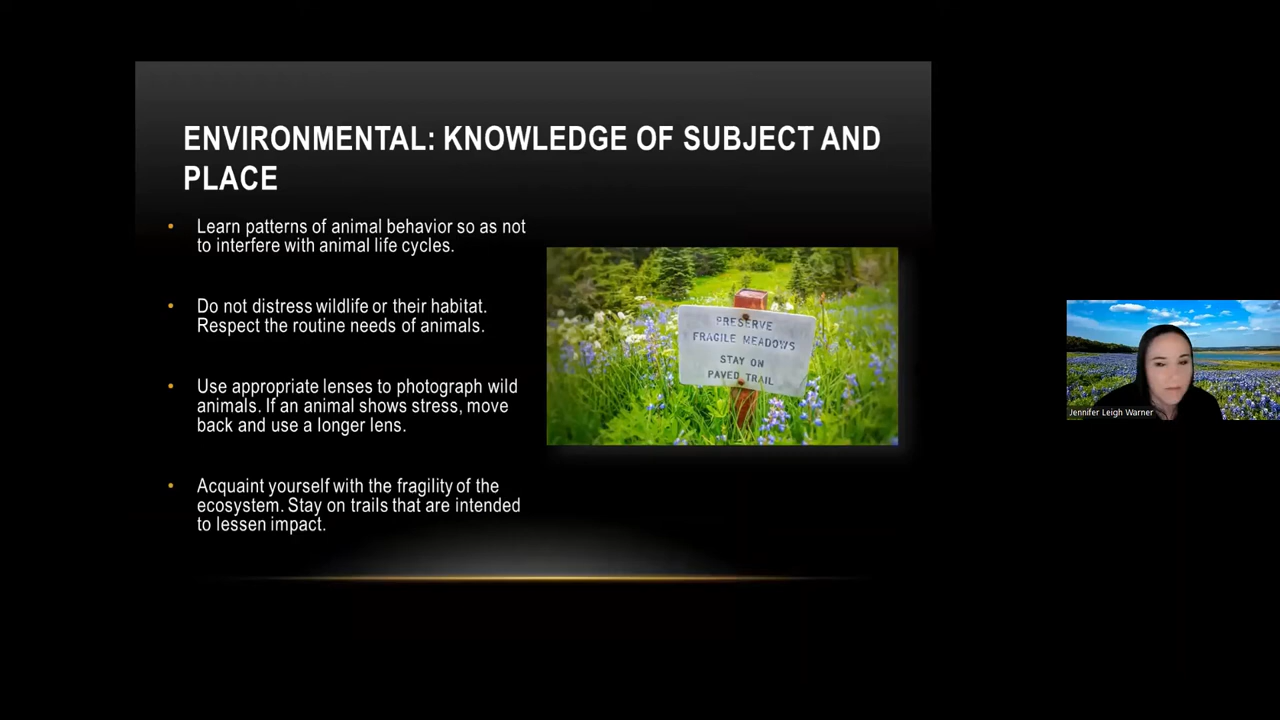 ENVIRONMENTAL: KNOWLEDGE OF SUBJECT AND
PLACE
• Learn patterns of animal behavior so as not
to interfere with animal life cycles.
• Do not distress wildlife or their habitat.
Respect the routine needs of animals.
• Use appropriate lenses to photograph wild
animals. If an animal shows stress, move
back and use a longer lens.
• Acquaint yourself with the fragility of the
ecosystem. Stay on trails that are intended
to lessen impact.
PRESERVE
FRAGILE MEADOWS
STAY ON
PAVED TRAIL
Jennifer Leigh Warner